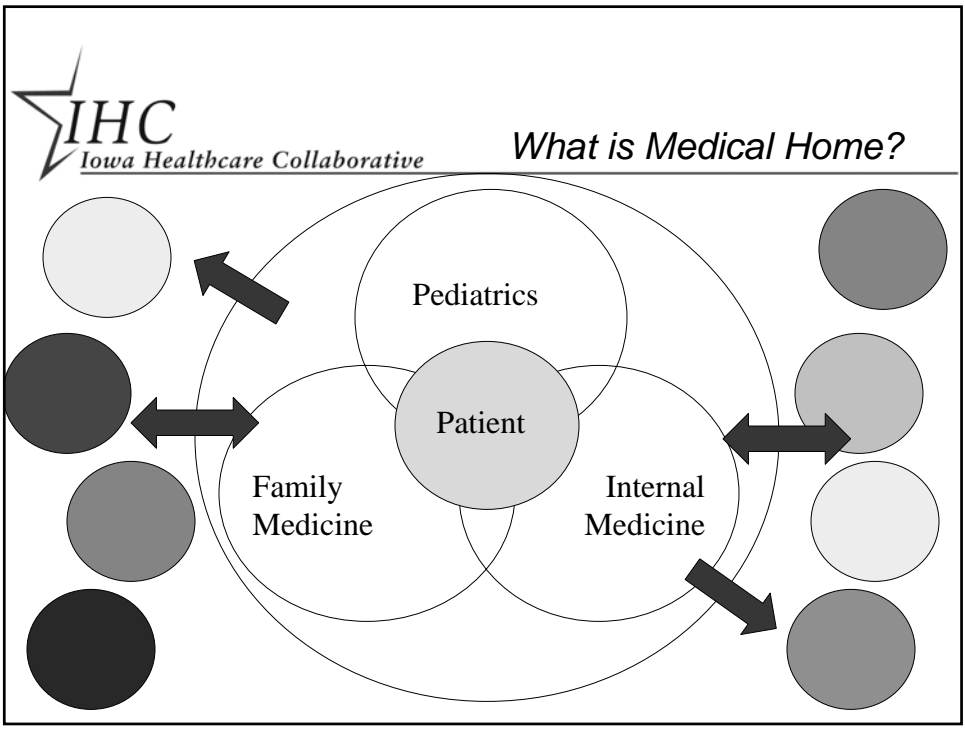 IHC
Iowa Healthcare Collaborative
What is Medical Home?
Pediatrics
Patient
Family
Medicine
Internal
Medicine